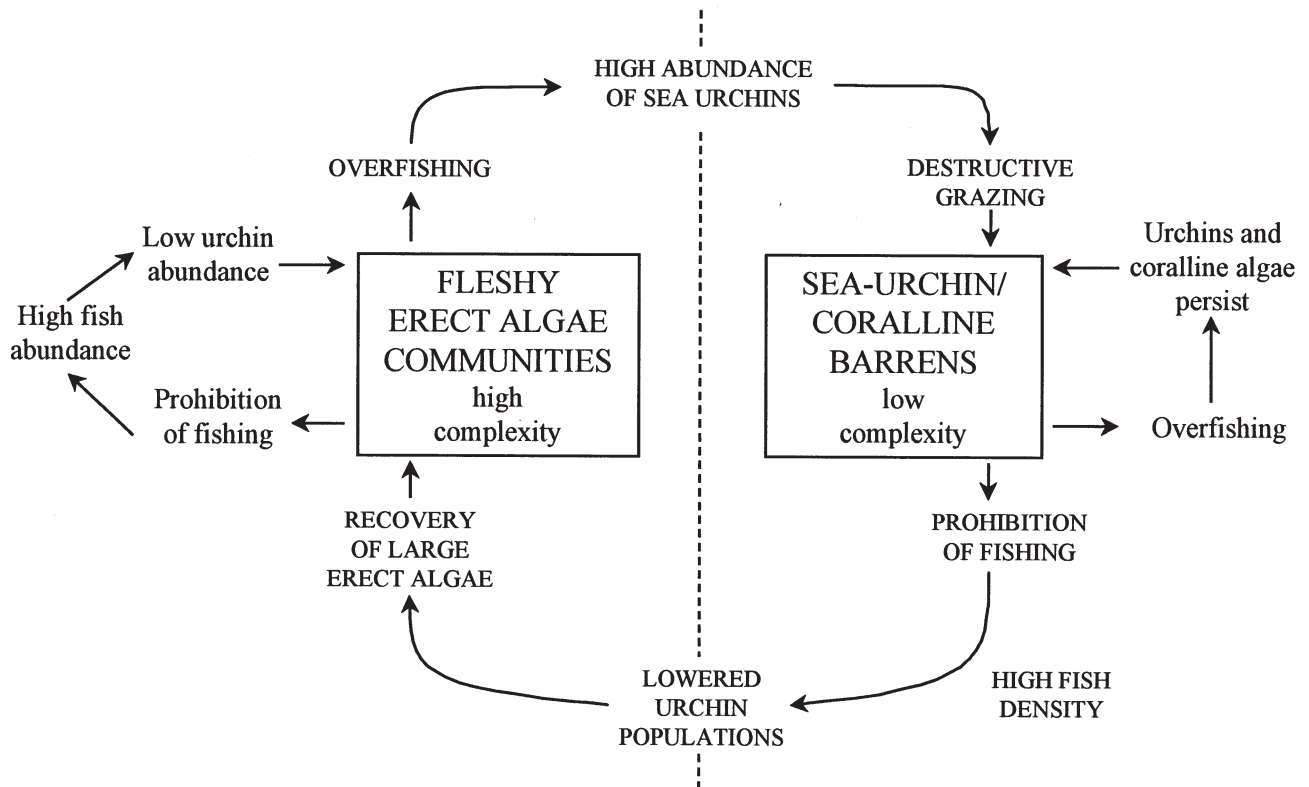 HIGH ABUNDANCE
OF SEA URCHINS
OVERFISHING
DESTRUCTIVE
GRAZING
Low urchin
abundance
High fish
abundance
Prohibition
of fishing
FLESHY
ERECT ALGAE
COMMUNITIES
high
complexity
SEA-URCHIN/
CORALLINE
BARRENS
low
complexity
Urchins and
coralline algae
persist
Overfishing
RECOVERY
OF LARGE
ERECT ALGAE
PROHIBITION
OF FISHING
LOWERED
URCHIN
POPULATIONS
HIGH FISH
DENSITY